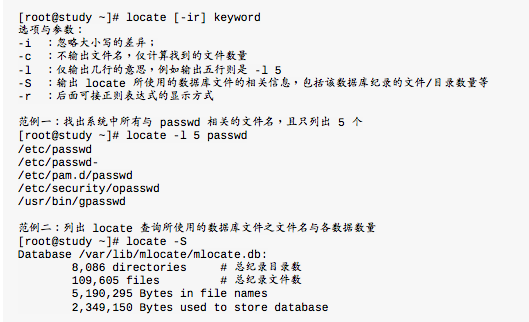 [root@study ~]# locate [-ir] keyword
选项与参数：
-i ：忽略大小写的差异；
-c ：不输出文件名，仅计算找到的文件数量
-l ：仅输出几行的意思，例如输出五行则是 -l 5
-S ：输出 locate 所使用的数据库文件的相关信息，包括该数据库纪录的文件/目录数量等
-r ：后面可接正则表达式的显示方式
范例一：找出系统中所有与 passwd 相关的文件名，且只列出 5 个
[root@study ~]# locate -l 5 passwd
/etc/passwd
/etc/passwd-
/etc/pam.d/passwd
/etc/security/opasswd
/usr/bin/gpasswd
范例二：列出 locate 查询所使用的数据库文件之文件名与各数据数量
[root@study ~]# locate -S
Database /var/lib/mlocate/mlocate.db:
8,086 directories # 总纪录目录数
109,605 files # 总纪录文件数
5,190,295 Bytes in file names
2,349,150 Bytes used to store database